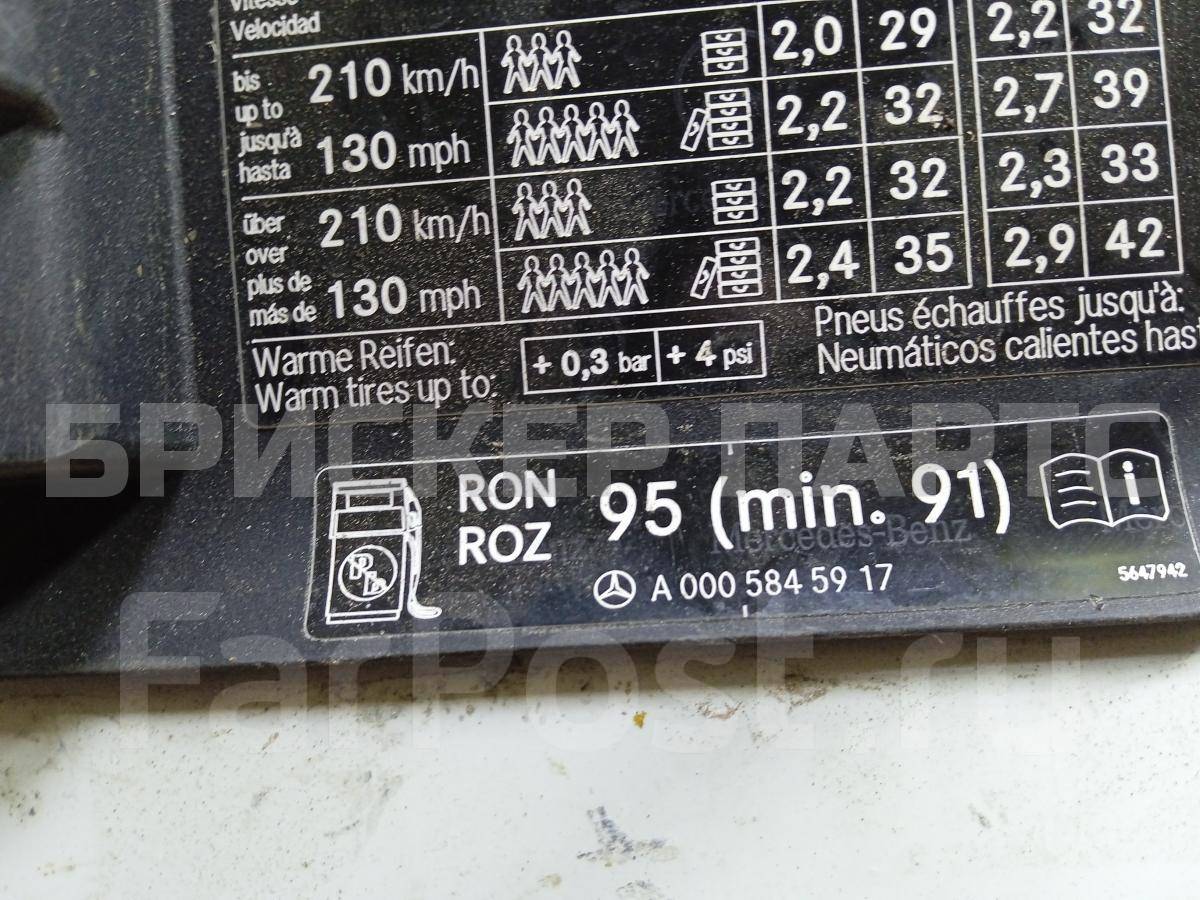 Vitesse
Velocidad
bis
up to
jusqu'à
hasta
210 km/h
130 mph
2,0 29 2,2 32
2,2 32 2,7 39
über
over
plus de
más de
210 km/h
130 mph
2,2 32 2,3 33
2,4 35 2,9 42
Warme Reifen:
Warm tires up to:
+ 0,3 bar + 4 psi
Pneus échauffes jusqu'à:
Neumáticos calientes has
БРИГКЕР ПАРТС
RON
ROZ
95 (min. 91)
i
Pb
Mercedes-Benz
A 000 584 59 17
5647942
FarPost.ru